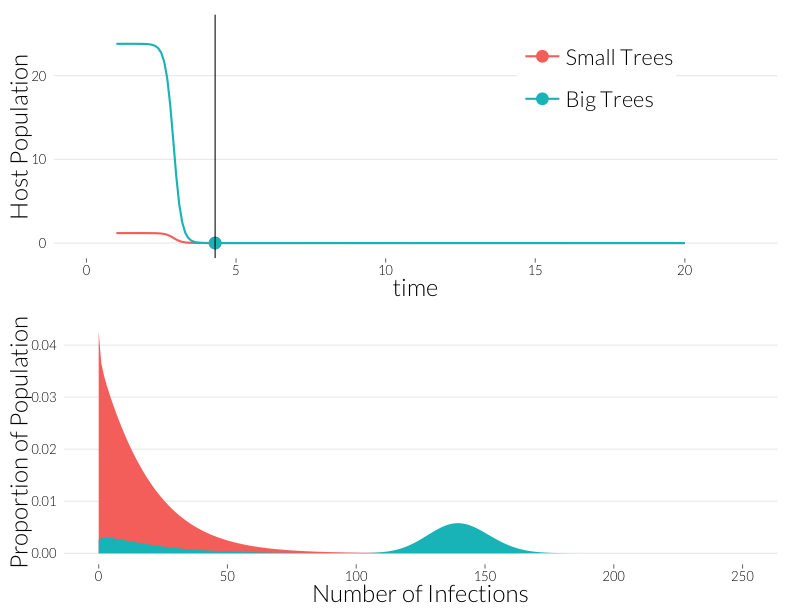 Host Population
20
10
0
Small Trees
Big Trees
0 5 10 15 20
time
Proportion of Population
0.04
0.03
0.02
0.01
0.00
0 50 100 150 200 250
Number of Infections